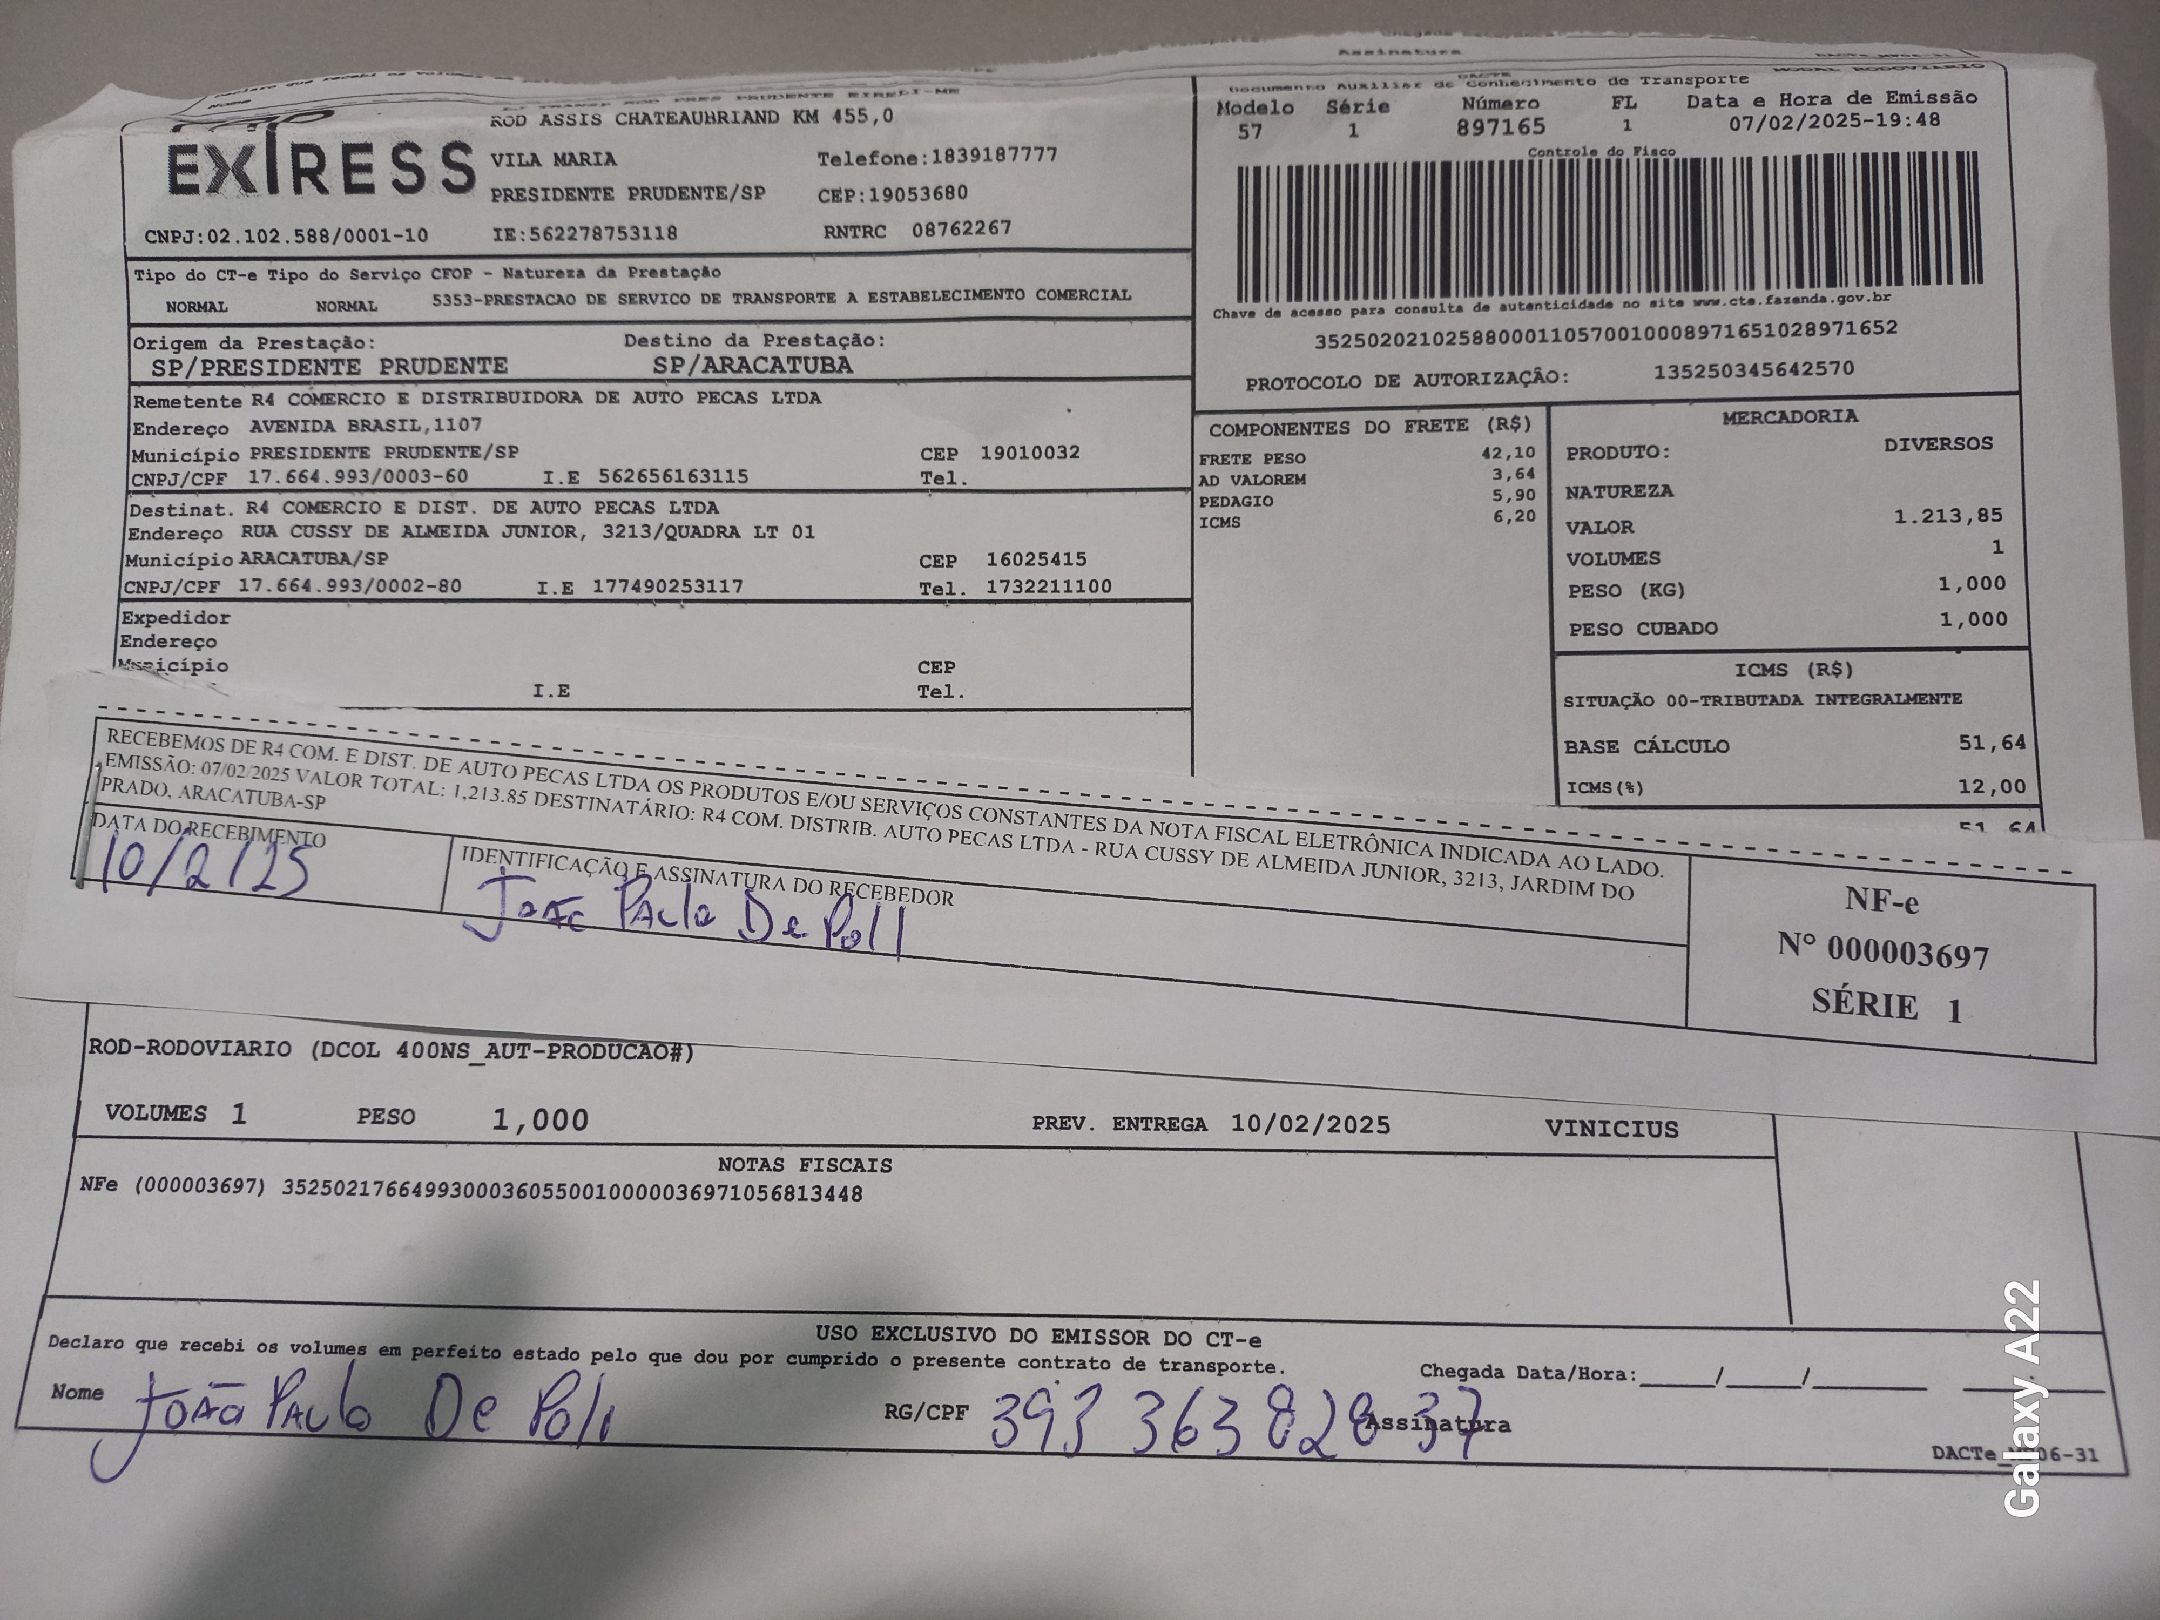 Assinatura
EXPRESS
ROD ASSIS CHATEAUBRIAND KM 455,0
VILA MARIA Telefone:1839187777
PRESIDENTE PRUDENTE/SP CEP:19053680
CNPJ:02.102.588/0001-10 IE:562278753118 RNTRC 08762267
Documento Auxiliar de Conhecimento de Transporte
Modelo Série Número FL Data e Hora de Emissão
57 1 897165 1 07/02/2025-19:48
Controle do Fisco
Chave de acesso para consulta de autenticidade no site www.cte.fazenda.gov.br
35250202102588000110570010008971651028971652
PROTOCOLO DE AUTORIZAÇÃO: 135250345642570
Tipo do CT-e Tipo do Serviço CFOP - Natureza da Prestação
NORMAL NORMAL 5353-PRESTACAO DE SERVICO DE TRANSPORTE A ESTABELECIMENTO COMERCIAL
Origem da Prestação: Destino da Prestação:
SP/PRESIDENTE PRUDENTE SP/ARACATUBA
Remetente R4 COMERCIO E DISTRIBUIDORA DE AUTO PECAS LTDA
Endereço AVENIDA BRASIL,1107
Município PRESIDENTE PRUDENTE/SP CEP 19010032
CNPJ/CPF 17.664.993/0003-60 I.E 562656163115 Tel.
Destinat. R4 COMERCIO E DIST. DE AUTO PECAS LTDA
Endereço RUA CUSSY DE ALMEIDA JUNIOR, 3213/QUADRA LT 01
Município ARACATUBA/SP CEP 16025415
CNPJ/CPF 17.664.993/0002-80 I.E 177490253117 Tel. 1732211100
Expedidor
Endereço
Município CEP
I.E Tel.
COMPONENTES DO FRETE (R$)
FRETE PESO 42,10
AD VALOREM 3,64
PEDAGIO 5,90
ICMS 6,20
MERCADORIA
PRODUTO: DIVERSOS
NATUREZA
VALOR 1.213,85
VOLUMES 1
PESO (KG) 1,000
PESO CUBADO 1,000
ICMS (R$)
SITUAÇÃO 00-TRIBUTADA INTEGRALMENTE
BASE CÁLCULO 51,64
ICMS(%) 12,00
51,64
RECEBEMOS DE R4 COM. E DIST. DE AUTO PECAS LTDA OS PRODUTOS E/OU SERVIÇOS CONSTANTES DA NOTA FISCAL ELETRÔNICA INDICADA AO LADO.
EMISSÃO: 07/02/2025 VALOR TOTAL: 1,213.85 DESTINATÁRIO: R4 COM. DISTRIB. AUTO PECAS LTDA - RUA CUSSY DE ALMEIDA JUNIOR, 3213, JARDIM DO
PRADO, ARACATUBA-SP
DATA DO RECEBIMENTO
10/2/25
IDENTIFICAÇÃO E ASSINATURA DO RECEBEDOR
João Paulo De Poli
NF-e
N° 000003697
SÉRIE 1
ROD-RODOVIARIO (DCOL 400NS_AUT-PRODUCAO#)
VOLUMES 1 PESO 1,000 PREV. ENTREGA 10/02/2025 VINICIUS
NOTAS FISCAIS
NFe (000003697) 35250217664993000360550010000036971056813448
USO EXCLUSIVO DO EMISSOR DO CT-e
Declaro que recebi os volumes em perfeito estado pelo que dou por cumprido o presente contrato de transporte.
Chegada Data/Hora:____/____/____
Nome João Paulo De Poli RG/CPF 393 363 828 37 Assinatura
Galaxy A22